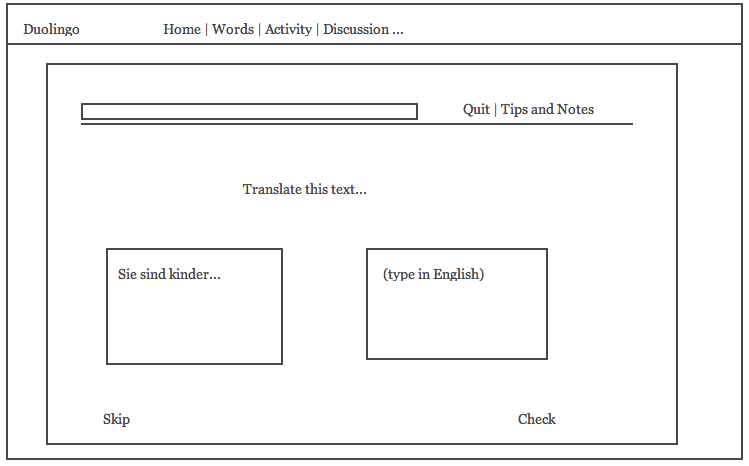 Duolingo Home | Words | Activity | Discussion ...
Quit | Tips and Notes
Translate this text...
Sie sind kinder... (type in English)
Skip Check